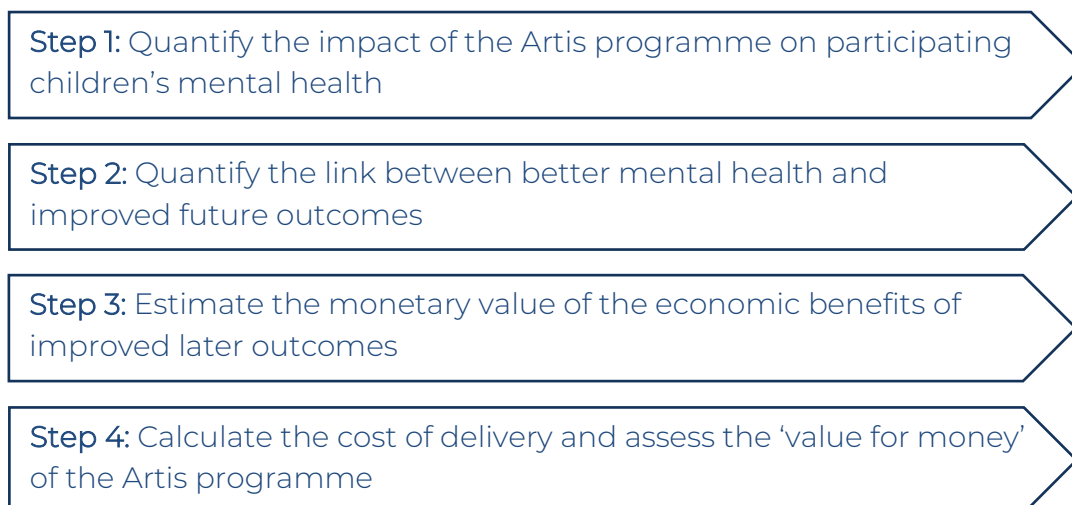 Step 1: Quantify the impact of the Artis programme on participating
children’s mental health
Step 2: Quantify the link between better mental health and
improved future outcomes
Step 3: Estimate the monetary value of the economic benefits of
improved later outcomes
Step 4: Calculate the cost of delivery and assess the ‘value for money’
of the Artis programme